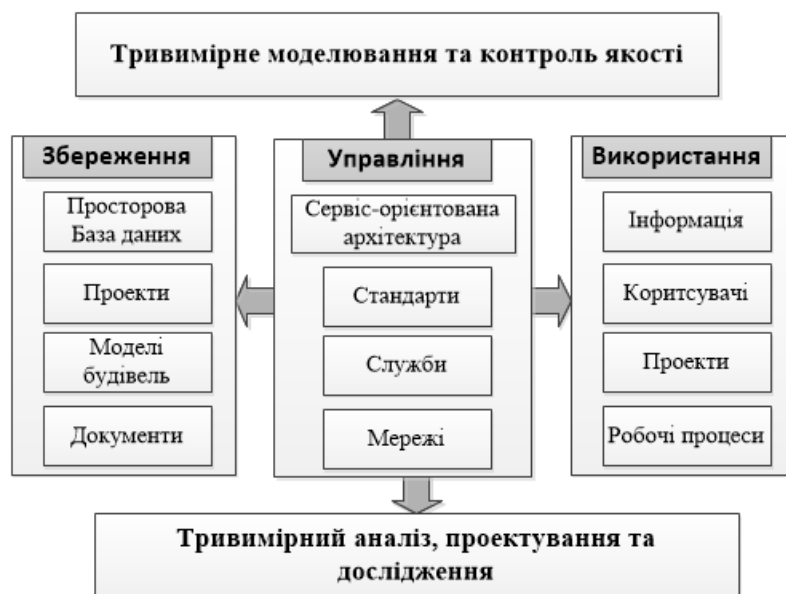 Тривимірне моделювання та контроль якості
Збереження
Просторова
База даних
Проекти
Моделі
будівель
Документи
Управління
Сервіс-орієнтована
архітектура
Стандарти
Служби
Мережі
Використання
Інформація
Коритсувачі
Проекти
Робочі процеси
Тривимірний аналіз, проектування та
дослідження